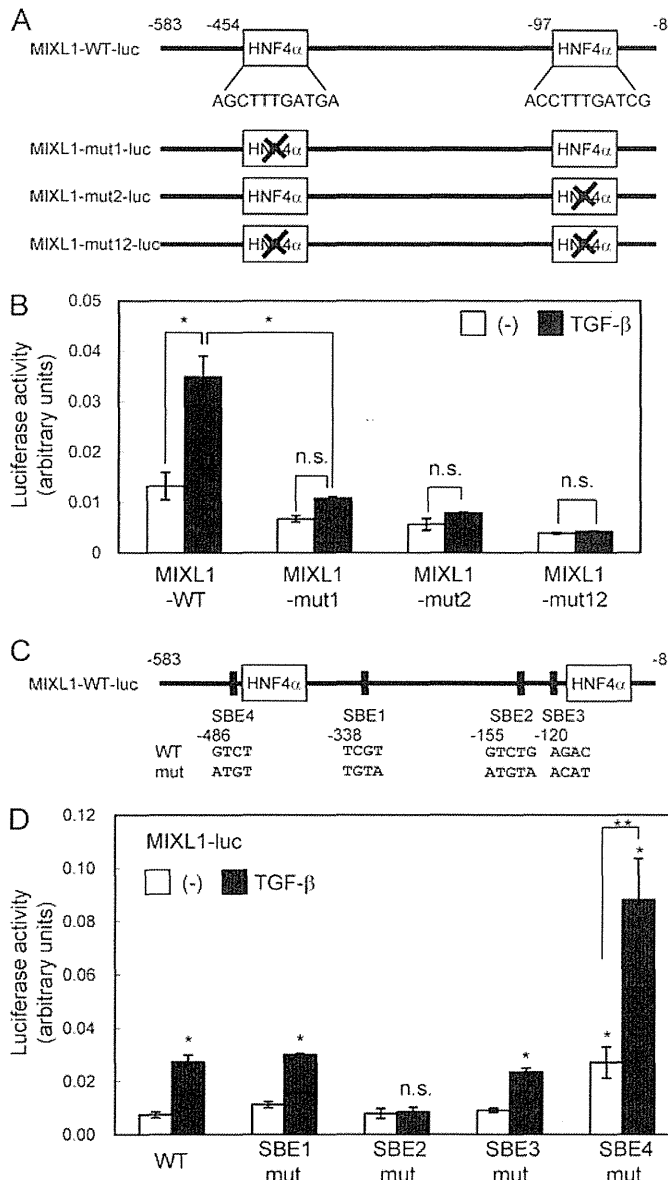 A
-583 -454 -97 -8
MIXL1-WT-luc HNF4α HNF4α
AGCTTTGATGA ACCTTTGATCG
MIXL1-mut1-luc HNF4α HNF4α
MIXL1-mut2-luc HNF4α HNF4α
MIXL1-mut12-luc HNF4α HNF4α
B
Luciferase activity
(arbitrary units)
0.05
0.04
0.03
0.02
0.01
0
* *
(-) TGF-β
n.s. n.s. n.s.
MIXL1 MIXL1 MIXL1 MIXL1
-WT -mut1 -mut2 -mut12
C
-583 -8
MIXL1-WT-luc HNF4α HNF4α
SBE4 SBE1 SBE2 SBE3
-486 -338 -155 -120
WT GTCT TCGT GTCTG AGAC
mut ATGT TGTA ATGTA ACAT
D
Luciferase activity
(arbitrary units)
0.12
0.10
0.08
0.06
0.04
0.02
0.00
MIXL1-luc
(-) TGF-β
**
*
* * n.s. * *
WT SBE1 SBE2 SBE3 SBE4
mut mut mut mut